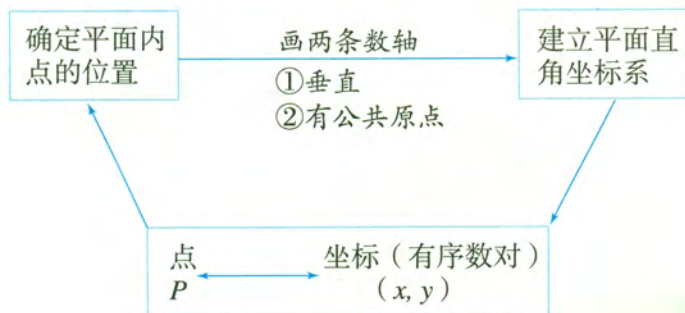 确定平面内
点的位置
画两条数轴
①垂直
②有公共原点
建立平面直
角坐标系
点 坐标（有序数对）
P (x, y)